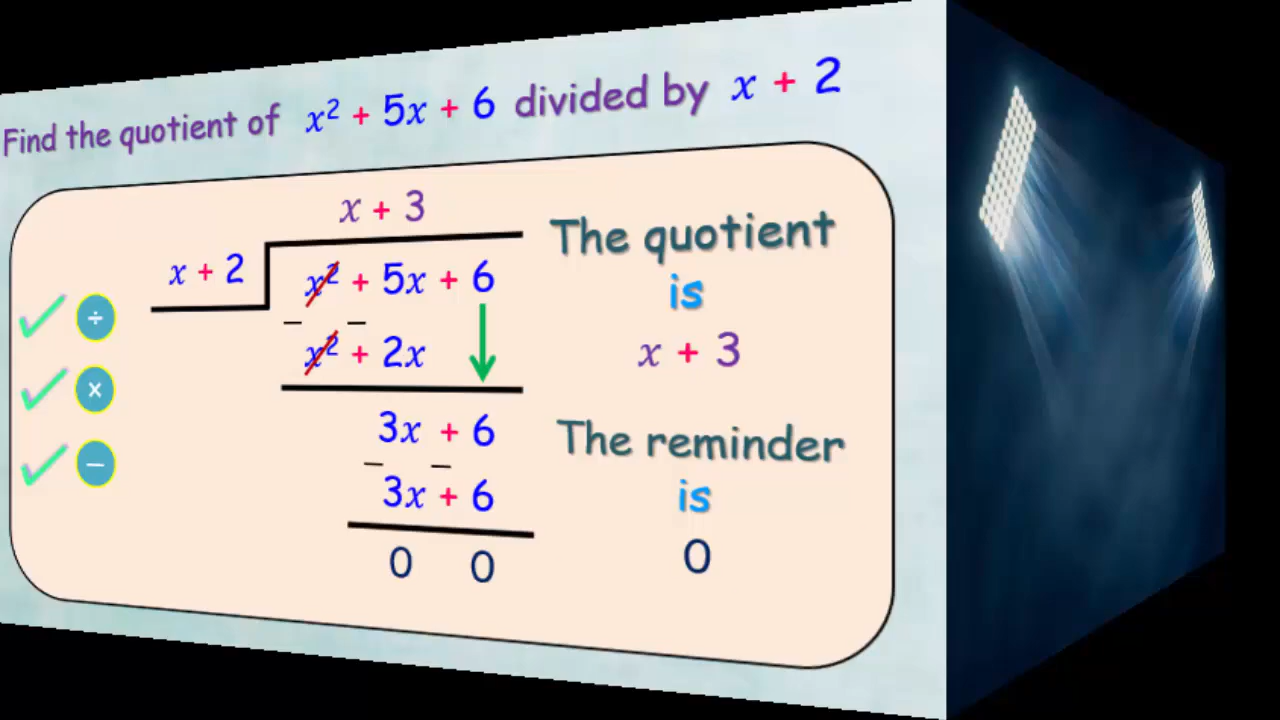 Find the quotient of x² + 5x + 6 divided by x + 2
x + 3
x + 2
x² + 5x + 6
− −
x² + 2x
3x + 6
− −
3x + 6
0 0
÷
×
−
The quotient
is
x + 3
The reminder
is
0